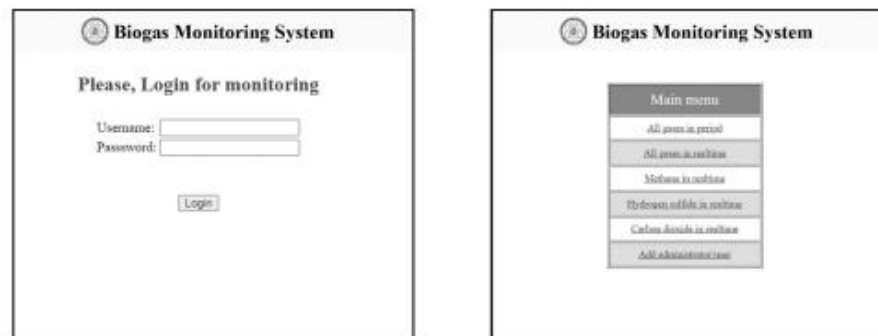 Biogas Monitoring System
Please, Login for monitoring
Username:
Passsword:
Login
Biogas Monitoring System
Main menu
All gases in period
All gases in realtime
Methane in realtime
Hydrogen sulfide in realtime
Carbon dioxide in realtime
Add administrator/user